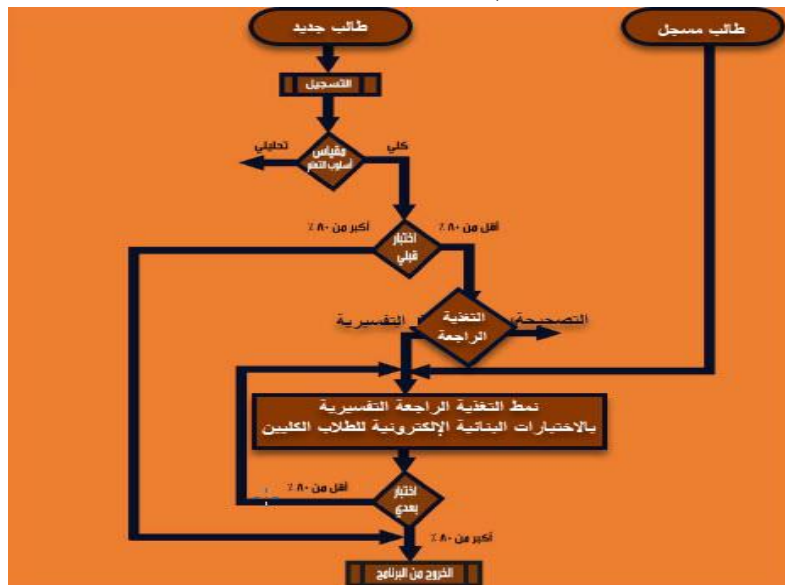 طالب جديد
طالب مسجل
التسجيل
مقياس
أسلوب التعلم
كلي
تحليلي
اختبار
قبلي
أقل من ٨٠ ٪
أكبر من ٨٠ ٪
التغذية
الراجعة
التصحيحة
التفسيرية
نمط التغذية الراجعة التفسيرية
بالاختبارات البنائية الإلكترونية للطلاب الكليين
اختبار
بعدي
أقل من ٨٠ ٪
أكبر من ٨٠ ٪
الخروج من البرنامج